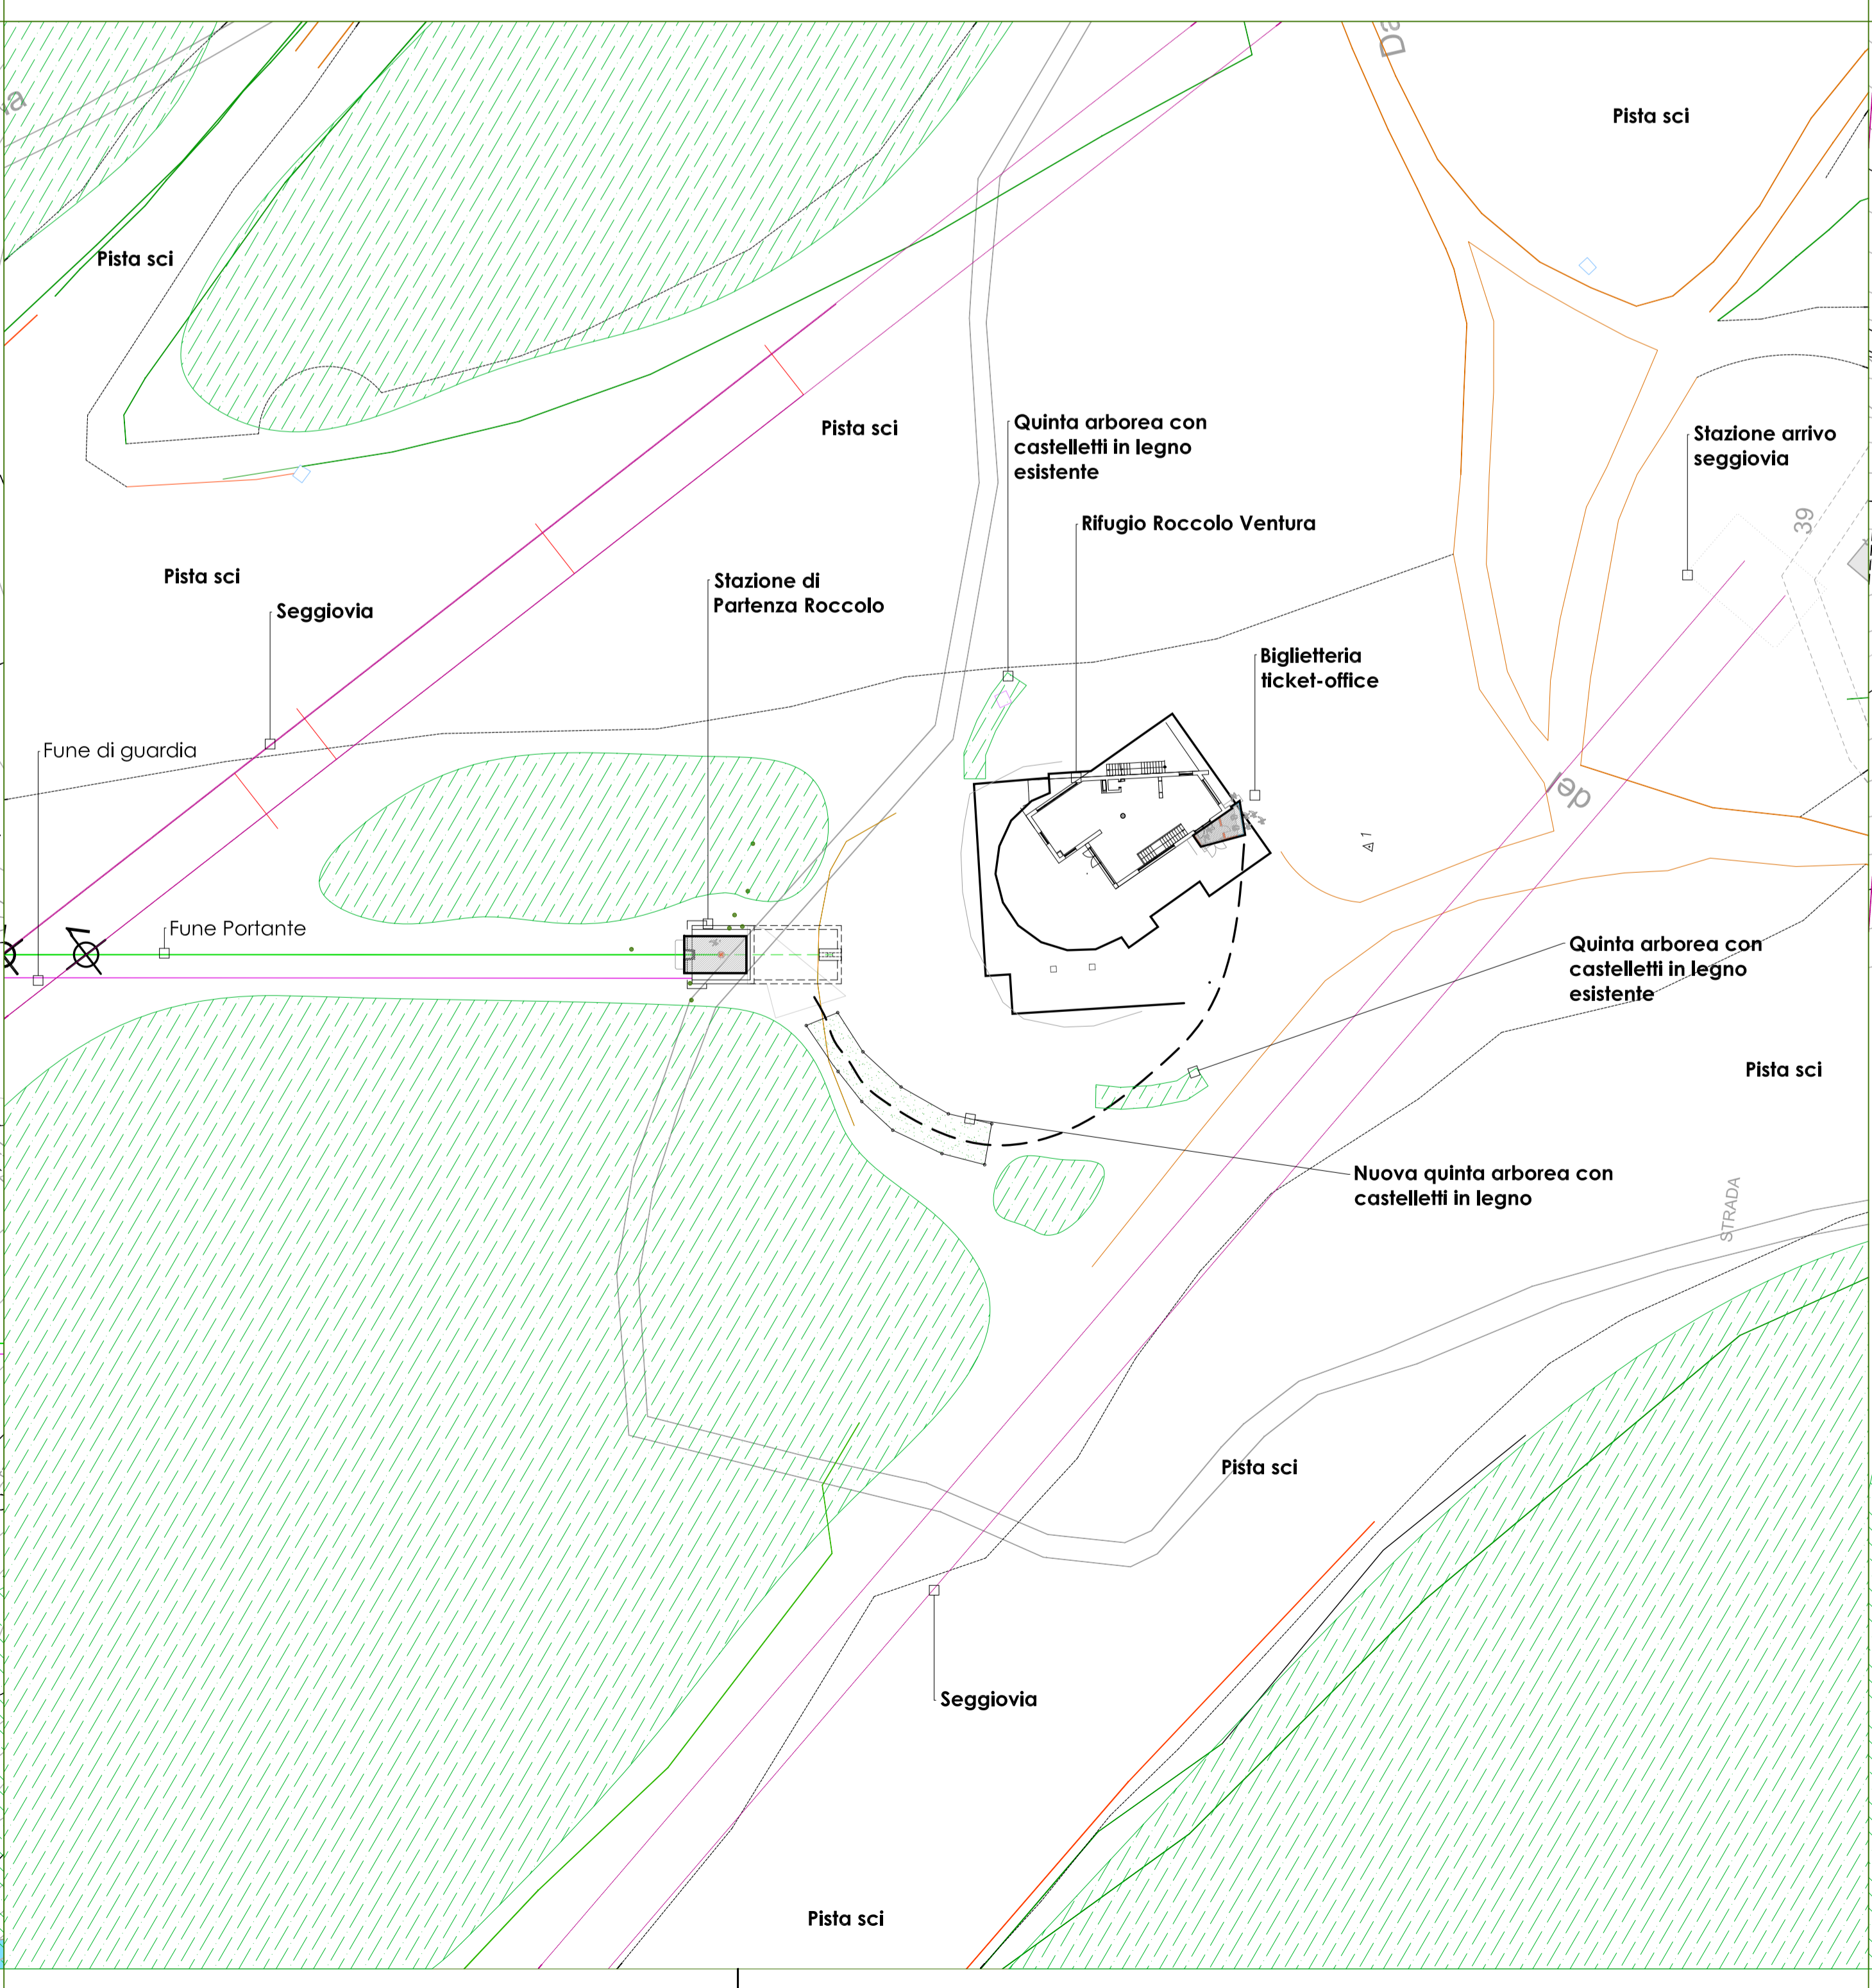 Pista sci
Pista sci
Pista sci
Quinta arborea con
castelletti in legno
esistente
Stazione arrivo
seggiovia
39
Rifugio Roccolo Ventura
Pista sci
Stazione di
Partenza Roccolo
Seggiovia
Biglietteria
ticket-office
Fune di guardia
del
1
Fune Portante
Quinta arborea con
castelletti in legno
esistente
Pista sci
Nuova quinta arborea con
castelletti in legno
STRADA
Pista sci
Seggiovia
Pista sci